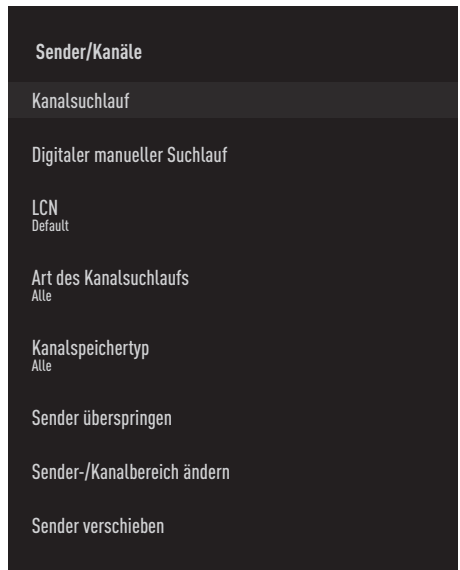 Sender/Kanäle
Kanalsuchlauf
Digitaler manueller Suchlauf
LCN
Default
Art des Kanalsuchlaufs
Alle
Kanalspeichertyp
Alle
Sender überspringen
Sender-/Kanalbereich ändern
Sender verschieben